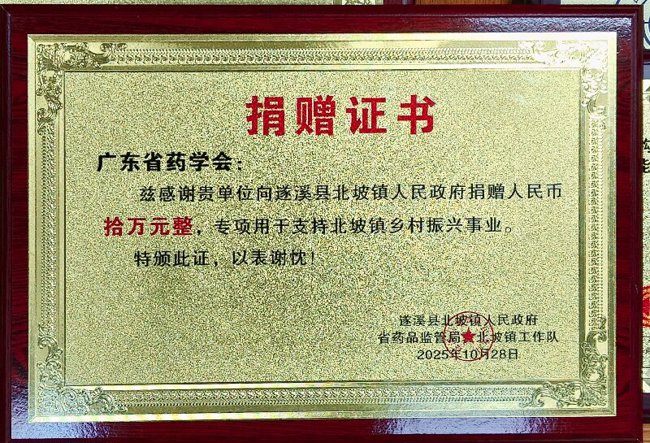 捐赠证书
广东省药学会：
兹感谢贵单位向遂溪县北坡镇人民政府捐赠人民币
拾万元整，专项用于支持北坡镇乡村振兴事业。
特颁此证，以表谢忱！
遂溪县北坡镇人民政府
省药品监管局北坡镇工作队
2025年10月28日